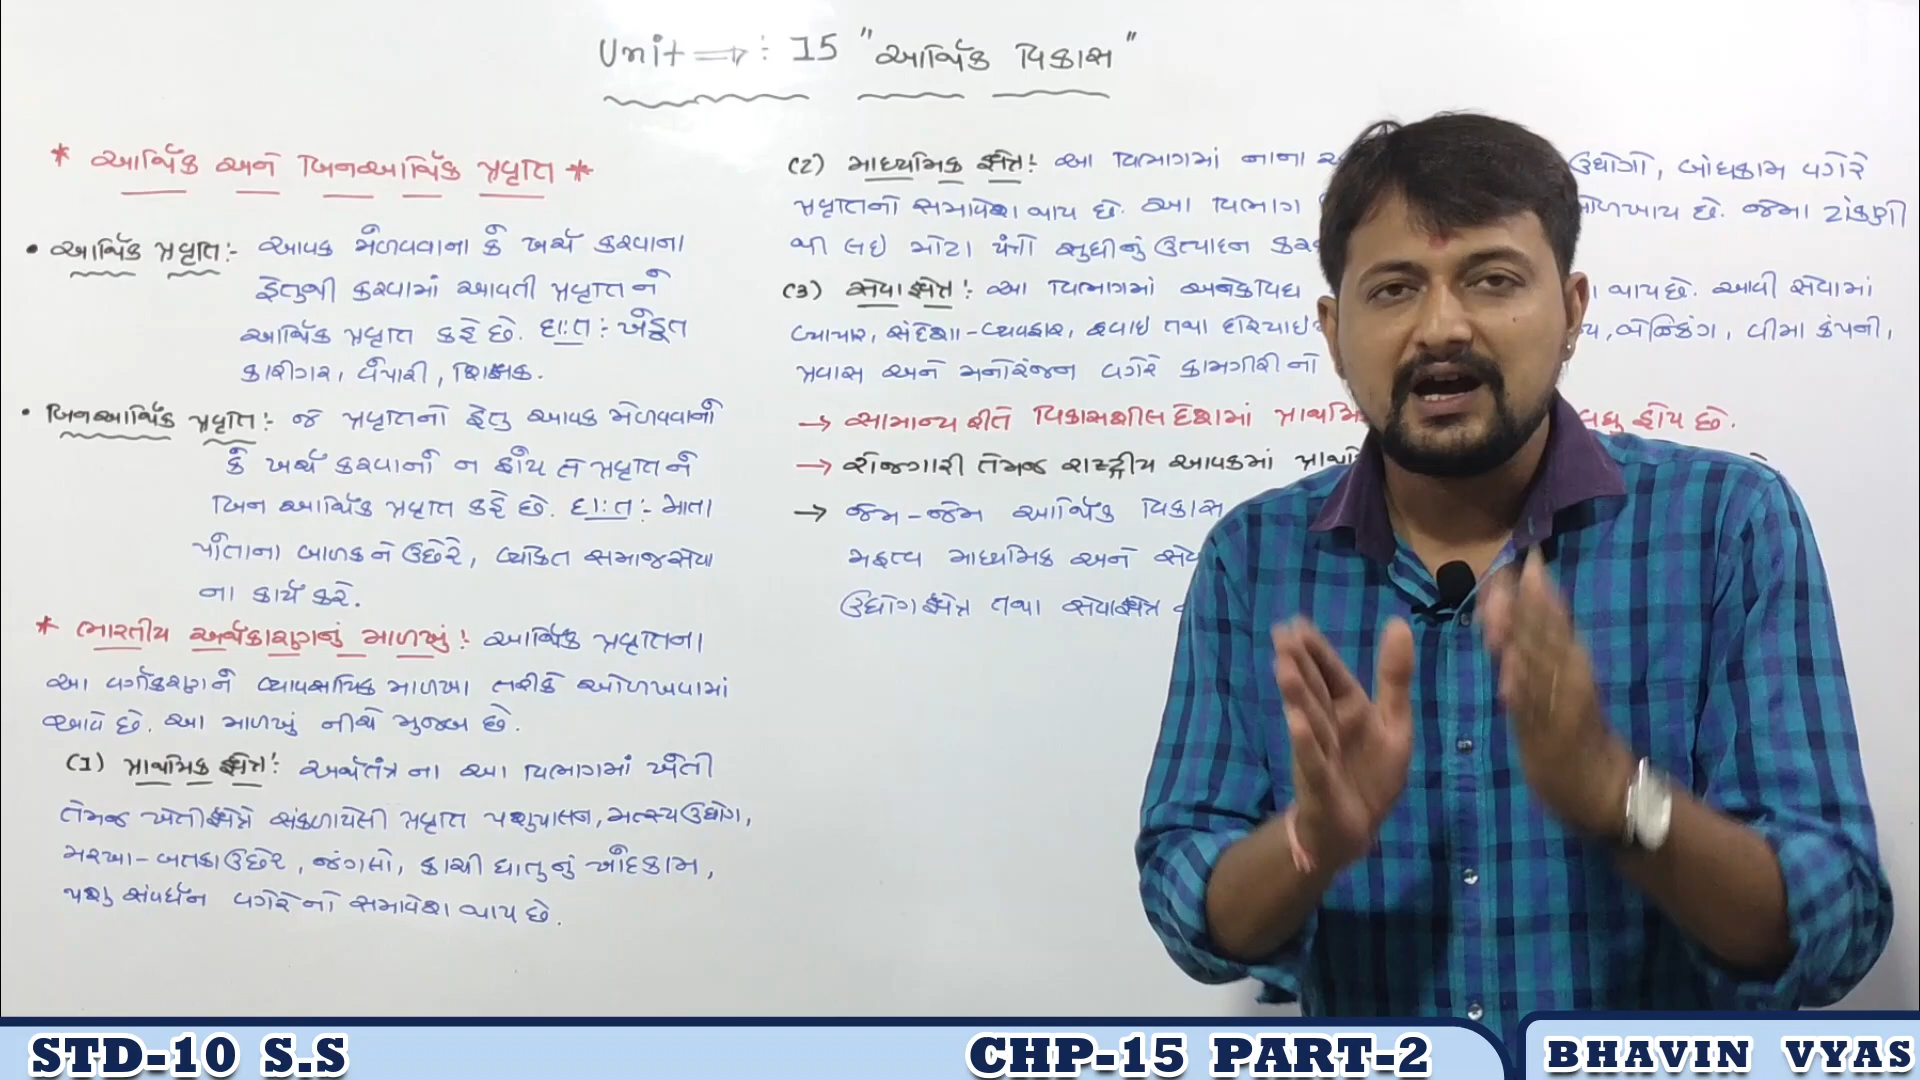 Unit ⇒ : 15 "આર્થિક વિકાસ"
* આર્થિક અને બિનઆર્થિક પ્રવૃતિ *
• આર્થિક પ્રવૃતિ :- આવક મેળવવાના કે ખર્ચ કરવાના
હેતુથી કરવામાં આવતી પ્રવૃતિ ને
આર્થિક પ્રવૃતિ કહે છે. દા:ત :- ખેડૂત
કારીગર, વેપારી, શિક્ષક.
• બિનઆર્થિક પ્રવૃતિ :- જે પ્રવૃતિનો હેતુ આવક મેળવવાનો
કે ખર્ચ કરવાનો ન હોય તે પ્રવૃતિ ને
બિન આર્થિક પ્રવૃતિ કહે છે. દા:ત :- માતા
પોતાના બાળક ને ઉછેરે, વ્યકિત સમાજસેવા
ના કાર્ય કરે.
* ભારતીય અર્થકારણનું માળખું : આર્થિક પ્રવૃતિના
આ વર્ગીકરણને વ્યાવસાયિક માળખા તરીકે ઓળખવામાં
આવે છે. આ માળખું નીચે મુજબ છે.
(1) પ્રાથમિક ક્ષેત્ર : અર્થતંત્ર ના આ વિભાગમાં ખેતી
તેમજ ખેતીક્ષેત્રે સંકળાયેલી પ્રવૃતિ પશુપાલન, મત્સ્યઉદ્યોગ,
મરઘા-બતકાઉછેર, જંગલો, કાચી ધાતુનું ખોદકામ,
પશુ સંવર્ધન વગેરેનો સમાવેશ થાય છે.
(2) માધ્યમિક ક્ષેત્ર : આ વિભાગમાં નાના ઉદ્યોગો, બાંધકામ વગેરે
પ્રવૃતિનો સમાવેશ થાય છે. આ વિભાગ ઓળખાય છે. જેમા ટાંકણી
થી લઇ મોટા યંત્રો સુધીનું ઉત્પાદન
(3) સેવા ક્ષેત્ર : આ વિભાગમાં અનેકવિધ થાય છે. આવી સેવામાં
વ્યાપાર, સંદેશા-વ્યવહાર, હવાઇ તથા બેન્કિંગ, વીમા કંપની,
પ્રવાસ અને મનોરંજન વગેરે કામગીરી નો
→ સામાન્ય રીતે વિકાસશીલ દેશમાં હોય છે.
→ રોજગારી તેમજ રાષ્ટ્રીય આવકમાં
→ જેમ-જેમ આર્થિક વિકાસ
મહત્વ માધ્યમિક અને
ઉદ્યોગક્ષેત્ર તથા સેવાક્ષેત્ર
STD-10 S.S
CHP-15 PART-2
BHAVIN VYAS